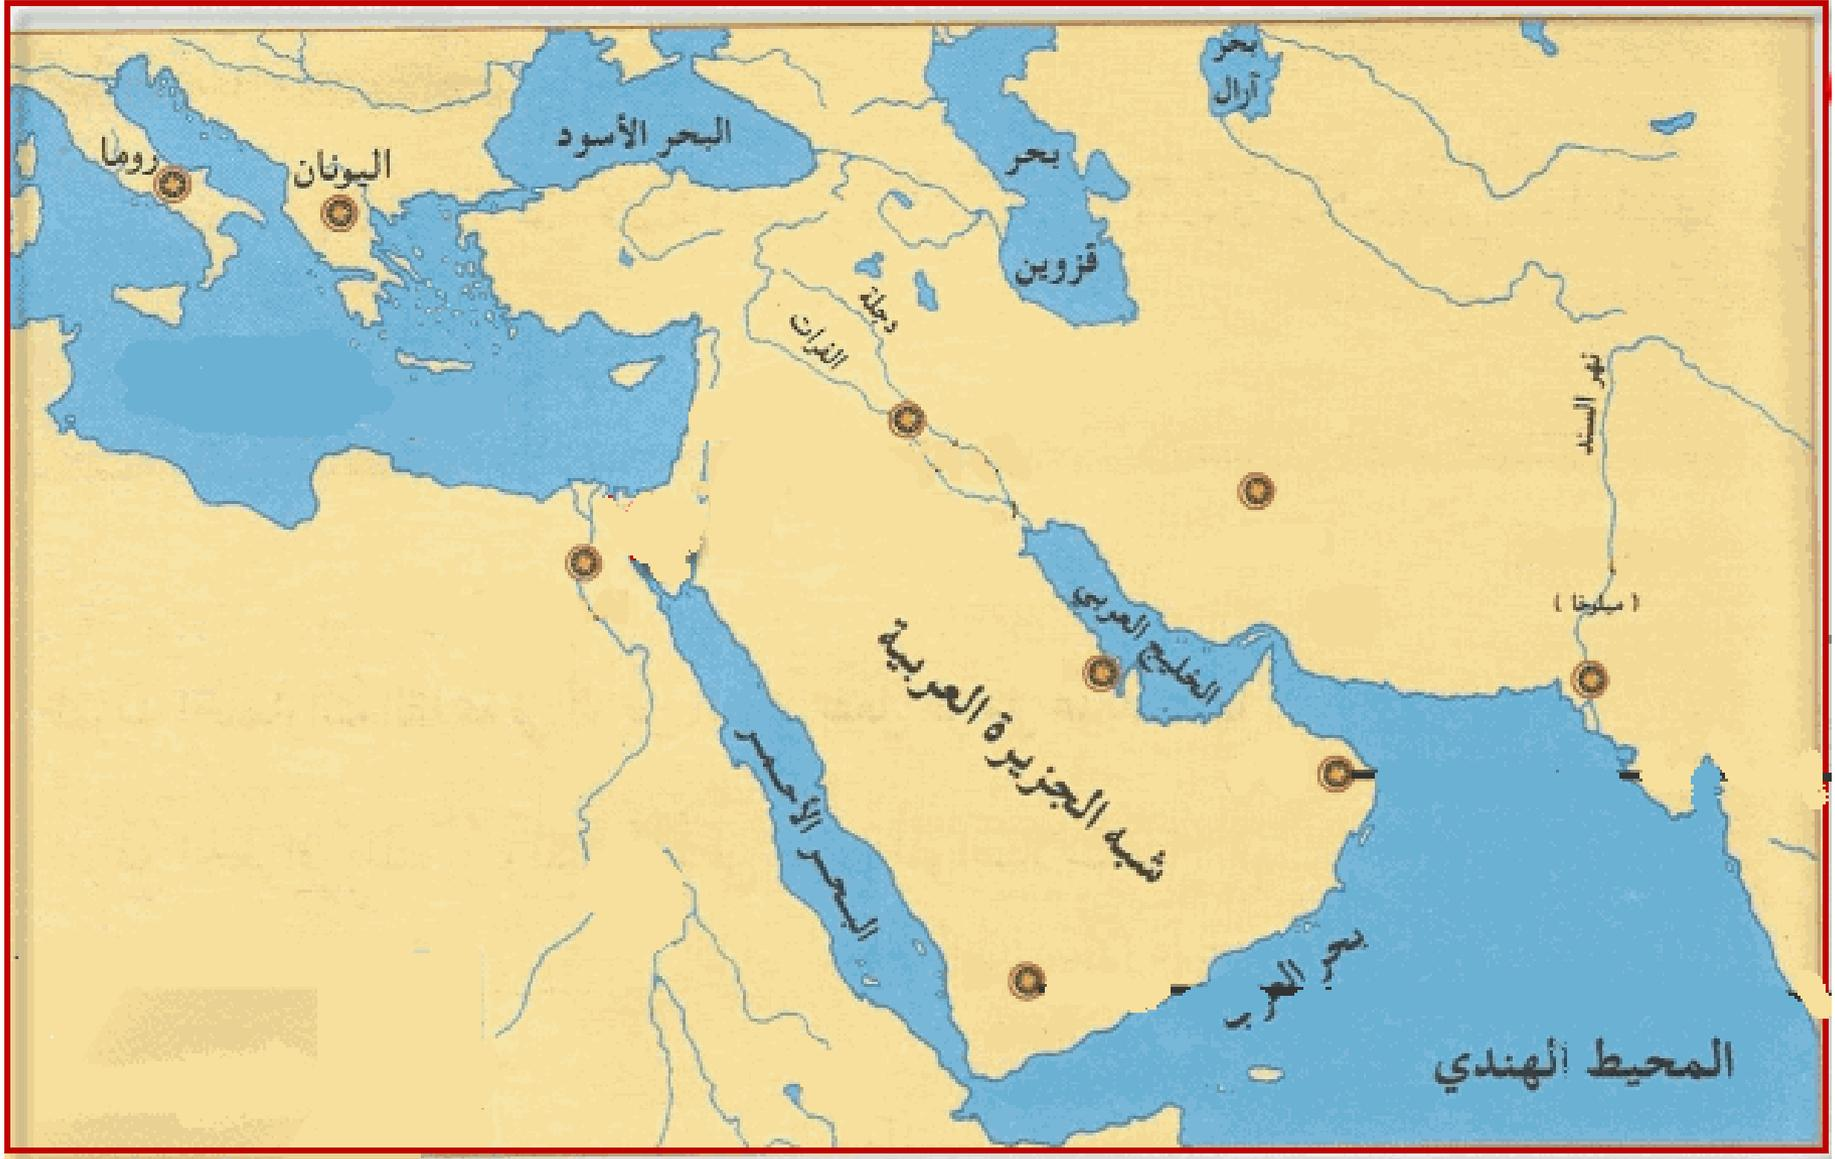 بحر
آرال
البحر الأسود
روما
اليونان
بحر
قزوين
دجلة
الفرات
نهر السند
( ميلوخا )
الخليج العربي
شبه الجزيرة العربية
البحر الأحمر
بحر العرب
المحيط الهندي